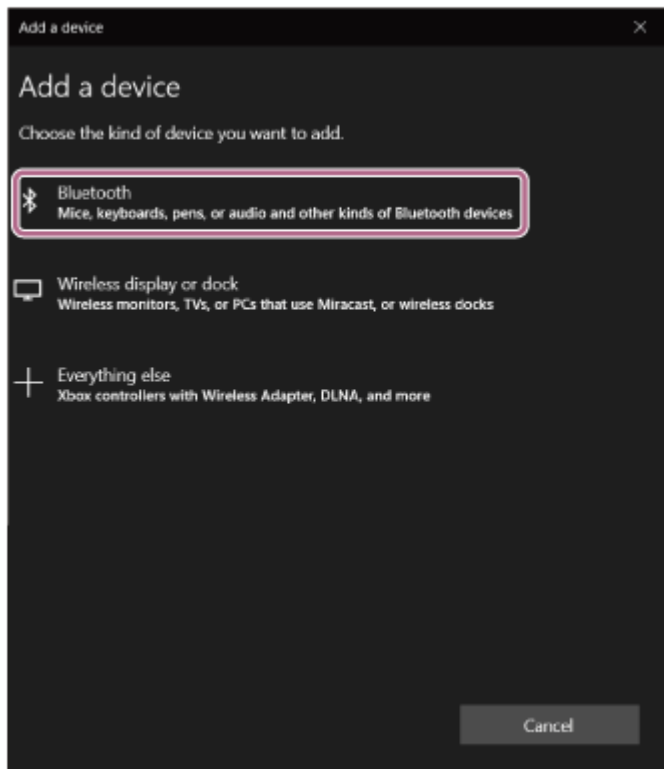 Add a device
Add a device
Choose the kind of device you want to add.
Bluetooth
Mice, keyboards, pens, or audio and other kinds of Bluetooth devices
Wireless display or dock
Wireless monitors, TVs, or PCs that use Miracast, or wireless docks
Everything else
Xbox controllers with Wireless Adapter, DLNA, and more
Cancel